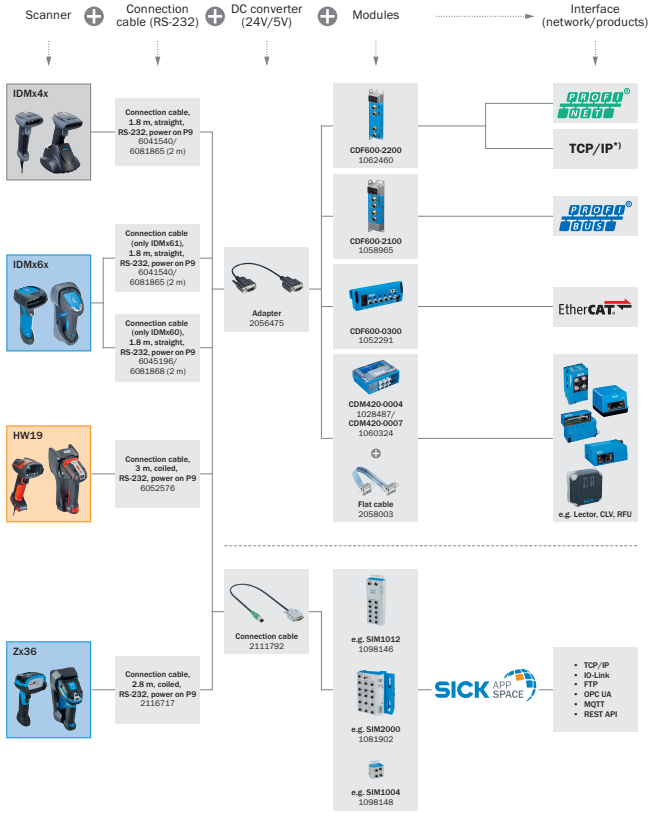 Scanner
Connection
cable (RS-232)
DC converter
(24V/5V)
Modules
Interface
(network/products)
IDMx4x
Connection cable,
1.8 m, straight,
RS-232, power on P9
6041540/
6081865 (2 m)
CDF600-2200
1062460
PROFI
NET
TCP/IP*)
IDMx6x
Connection cable
(only IDMx61),
1.8 m, straight,
RS-232, power on P9
6041540/
6081865 (2 m)
Connection cable
(only IDMx60),
1.8 m, straight,
RS-232, power on P9
6045196/
6081868 (2 m)
Adapter
2056475
CDF600-2100
1058965
PROFI
BUS
CDF600-0300
1052291
EtherCAT.
HW19
Connection cable,
3 m, coiled,
RS-232, power on P9
6052576
CDM420-0004
1028487/
CDM420-0007
1060324
Flat cable
2058003
e.g. Lector, CLV, RFU
Connection cable
2111792
e.g. SIM1012
1098146
Zx36
Connection cable,
2.8 m, coiled,
RS-232, power on P9
2116717
e.g. SIM2000
1081902
SICK APP
SPACE
• TCP/IP
• IO-Link
• FTP
• OPC UA
• MQTT
• REST API
e.g. SIM1004
1098148